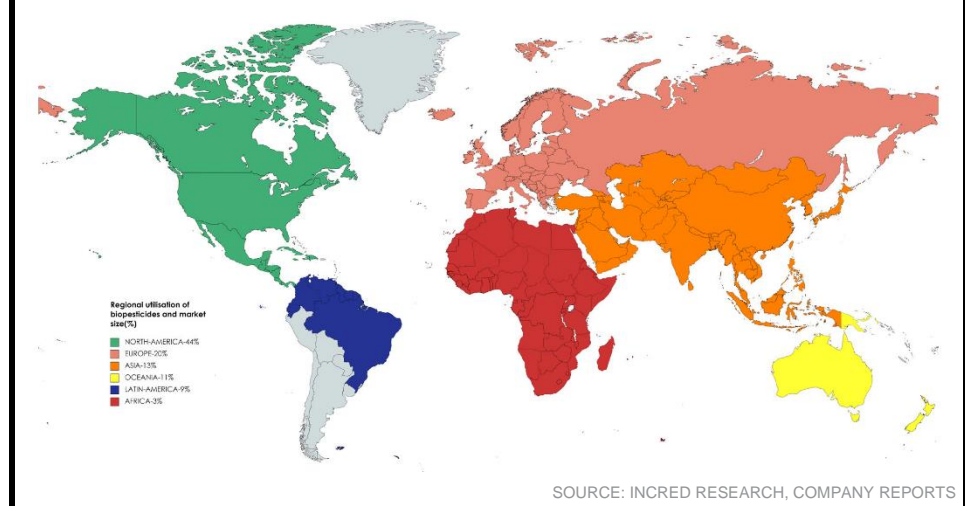 Regional utilisation of
biopesticides and market
size(%)
NORTH-AMERICA-44%
EUROPE-20%
ASIA-13%
OCEANIA-11%
LATIN-AMERICA-9%
AFRICA-3%
SOURCE: INCRED RESEARCH, COMPANY REPORTS